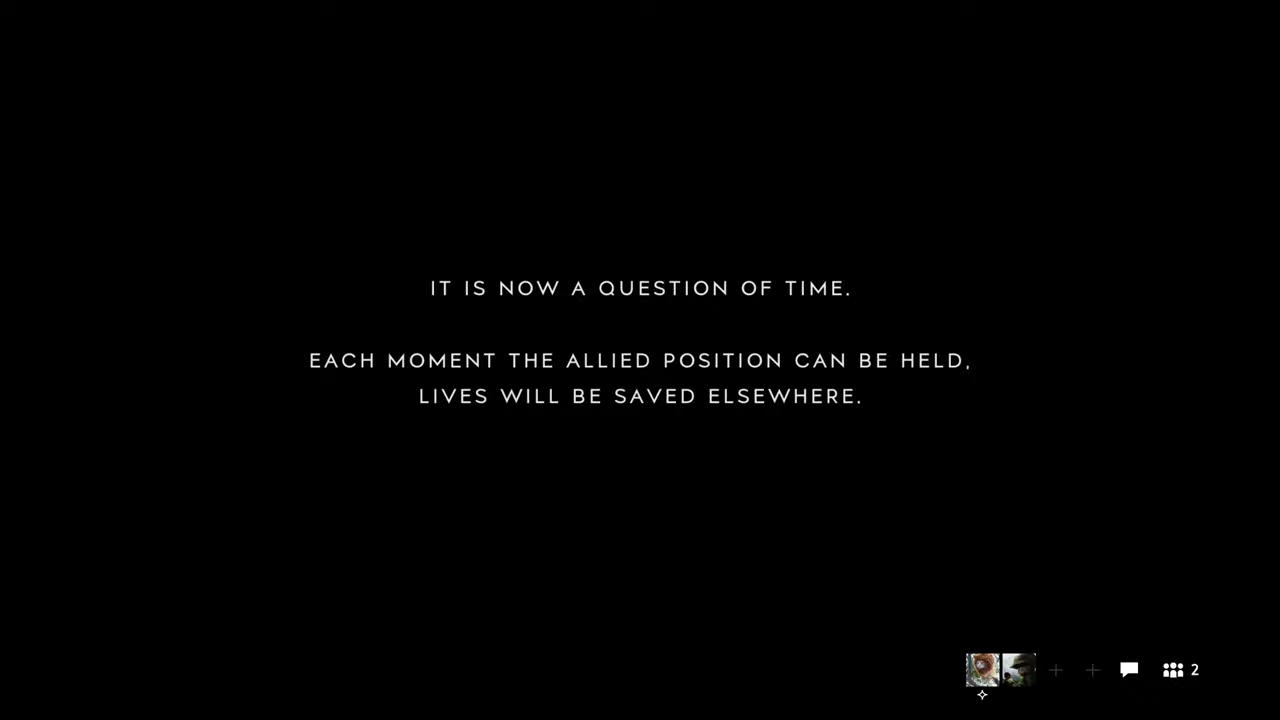 IT IS NOW A QUESTION OF TIME.
EACH MOMENT THE ALLIED POSITION CAN BE HELD,
LIVES WILL BE SAVED ELSEWHERE.
2